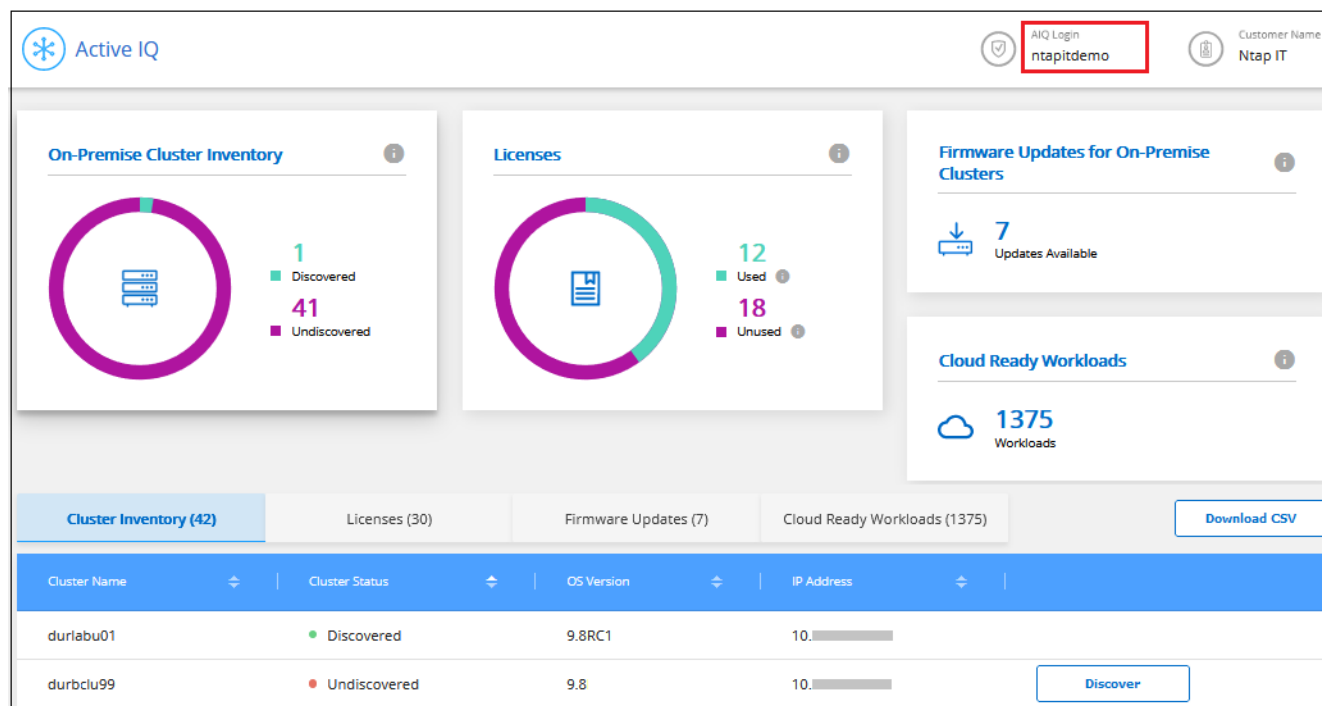 Active IQ
AIQ Login
ntapitdemo
Customer Name
Ntap IT
On-Premise Cluster Inventory
1
Discovered
41
Undiscovered
Licenses
12
Used
18
Unused
Firmware Updates for On-Premise
Clusters
7
Updates Available
Cloud Ready Workloads
1375
Workloads
Cluster Inventory (42)
Licenses (30)
Firmware Updates (7)
Cloud Ready Workloads (1375)
Download CSV
Cluster Name
Cluster Status
OS Version
IP Address
durlabu01
Discovered
9.8RC1
10.
durbclu99
Undiscovered
9.8
10.
Discover